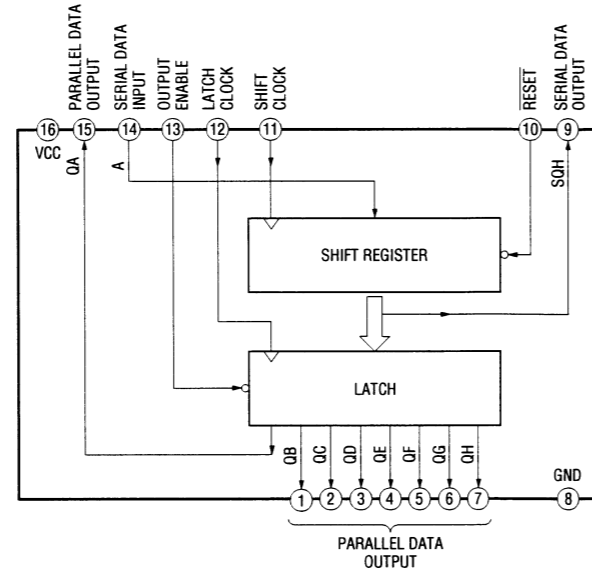 PARALLEL DATA
OUTPUT
SERIAL DATA
INPUT
OUTPUT
ENABLE
LATCH
CLOCK
SHIFT
CLOCK
RESET
SERIAL DATA
OUTPUT
16
15
14
13
12
11
10
9
VCC
QA
A
SQH
SHIFT REGISTER
LATCH
QB
QC
QD
QE
QF
QG
QH
GND
1
2
3
4
5
6
7
8
PARALLEL DATA
OUTPUT